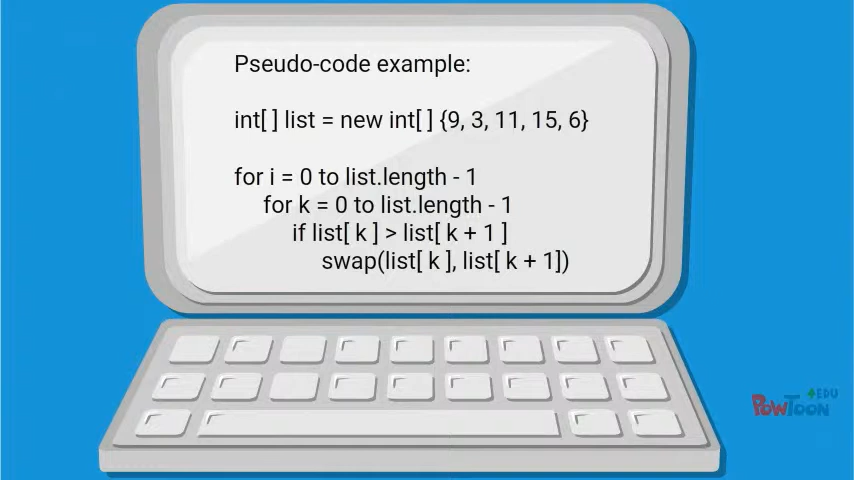 Pseudo-code example:
int[ ] list = new int[ ] {9, 3, 11, 15, 6}
for i = 0 to list.length - 1
for k = 0 to list.length - 1
if list[ k ] > list[ k + 1 ]
swap(list[ k ], list[ k + 1])
EDU
POWTOON